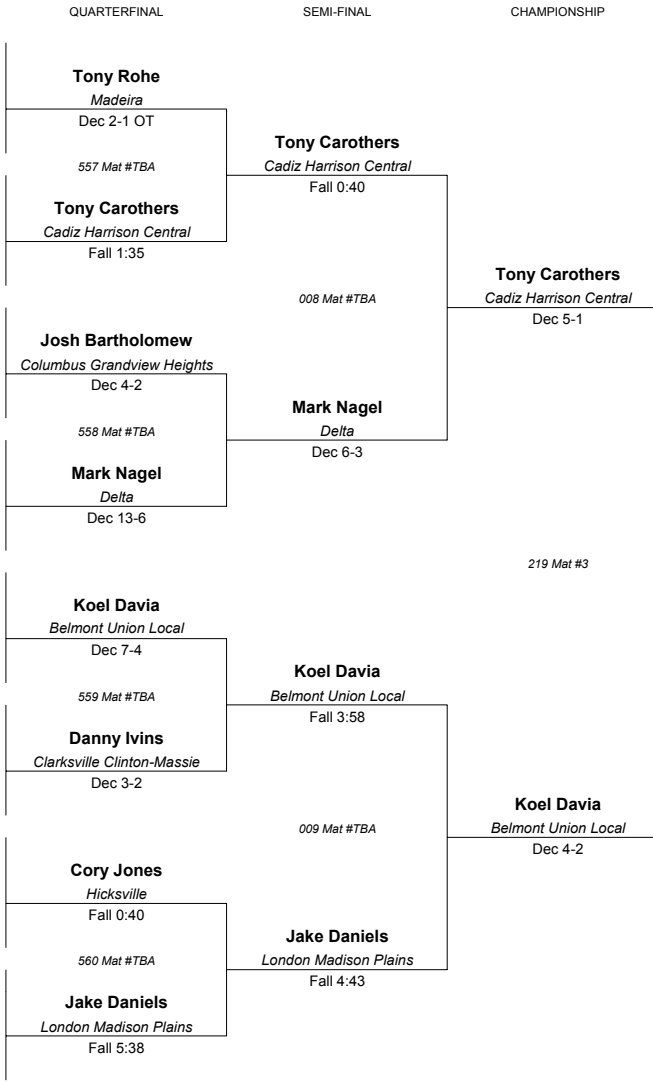 QUARTERFINAL
SEMI-FINAL
CHAMPIONSHIP
Tony Rohe
Madeira
Dec 2-1 OT
557 Mat #TBA
Tony Carothers
Cadiz Harrison Central
Fall 1:35
Josh Bartholomew
Columbus Grandview Heights
Dec 4-2
558 Mat #TBA
Mark Nagel
Delta
Dec 13-6
Koel Davia
Belmont Union Local
Dec 7-4
559 Mat #TBA
Danny Ivins
Clarksville Clinton-Massie
Dec 3-2
Cory Jones
Hicksville
Fall 0:40
560 Mat #TBA
Jake Daniels
London Madison Plains
Fall 5:38
Tony Carothers
Cadiz Harrison Central
Fall 0:40
008 Mat #TBA
Mark Nagel
Delta
Dec 6-3
Koel Davia
Belmont Union Local
Fall 3:58
009 Mat #TBA
Jake Daniels
London Madison Plains
Fall 4:43
Tony Carothers
Cadiz Harrison Central
Dec 5-1
219 Mat #3
Koel Davia
Belmont Union Local
Dec 4-2